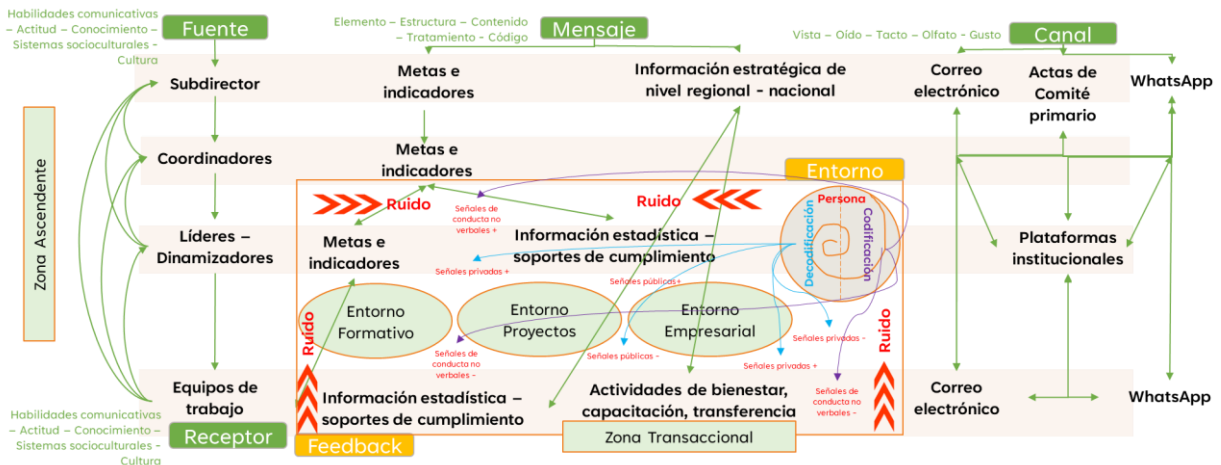 Habilidades comunicativas
– Actitud – Conocimiento –
Sistemas socioculturales -
Cultura
Fuente
Elemento – Estructura – Contenido
– Tratamiento - Código
Mensaje
Vista – Oído – Tacto – Olfato - Gusto
Canal
Subdirector
Metas e
indicadores
Información estratégica de
nivel regional - nacional
Correo
electrónico
Actas de
Comité
primario
WhatsApp
Zona Ascendente
Coordinadores
Metas e
indicadores
Entorno
Ruido
Señales de
conducta no
verbales +
Ruido
Persona
Decodificación
Codificación
Líderes –
Dinamizadores
Metas e
indicadores
Información estadística –
soportes de cumplimiento
Señales privadas +
Señales públicas+
Plataformas
institucionales
Entorno
Formativo
Entorno
Proyectos
Entorno
Empresarial
Ruido
Señales de
conducta no
verbales –
Señales públicas -
Señales privadas -
Señales privadas +
Señales de
conducta no
verbales –
Ruido
Equipos de
trabajo
Información estadística –
soportes de cumplimiento
Actividades de bienestar,
capacitación, transferencia
Correo
electrónico
WhatsApp
Habilidades comunicativas
– Actitud – Conocimiento –
Sistemas socioculturales -
Cultura
Receptor
Feedback
Zona Transaccional